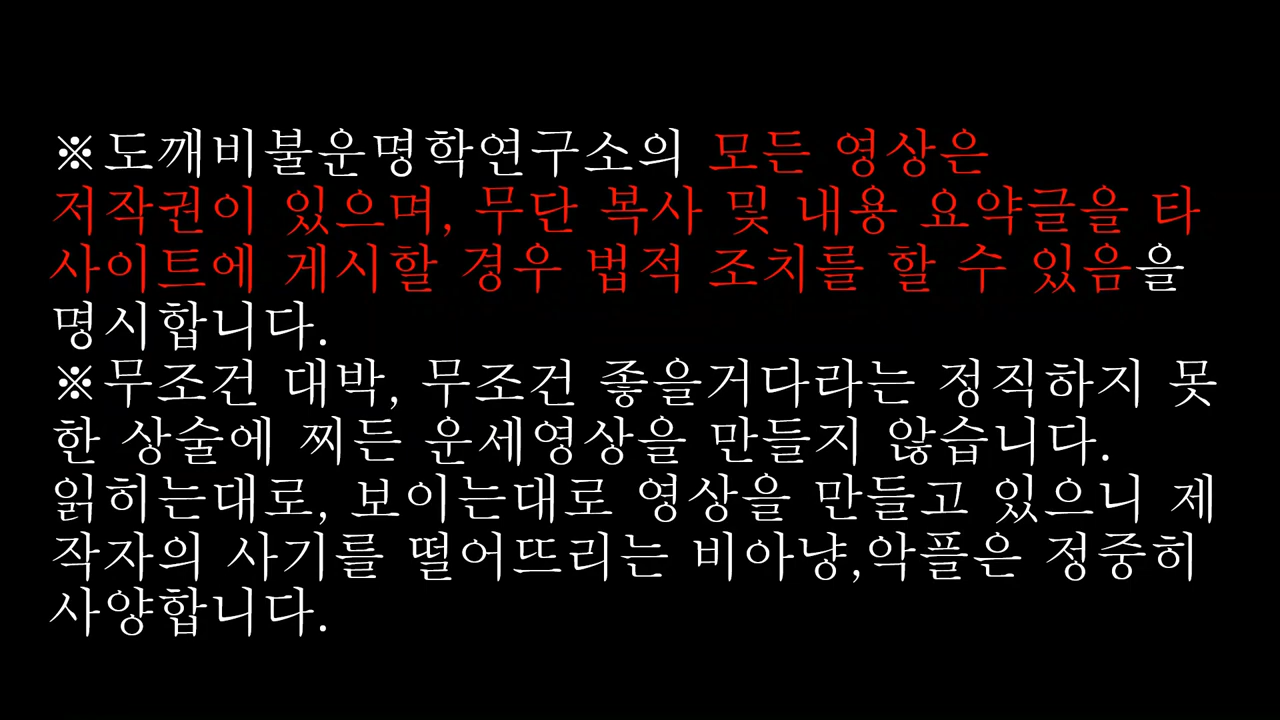 ※도깨비불운명학연구소의 모든 영상은
저작권이 있으며, 무단 복사 및 내용 요약글을 타
사이트에 게시할 경우 법적 조치를 할 수 있음을
명시합니다.
※무조건 대박, 무조건 좋을거다라는 정직하지 못
한 상술에 찌든 운세영상을 만들지 않습니다.
읽히는대로, 보이는대로 영상을 만들고 있으니 제
작자의 사기를 떨어뜨리는 비아냥,악플은 정중히
사양합니다.